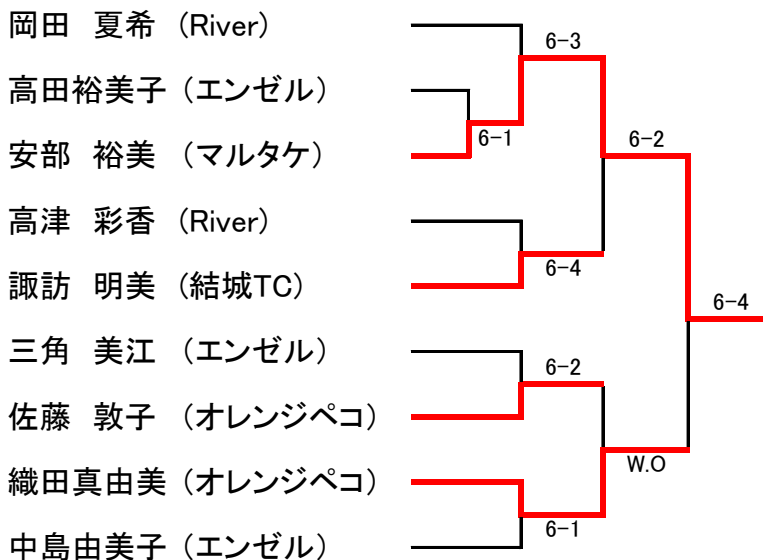 岡田　夏希　（River）
高田裕美子（エンゼル）
安部　裕美　（マルタケ）
高津　彩香　（River）
諏訪　明美　（結城TC）
三角　美江　（エンゼル）
佐藤　敦子　（オレンジペコ）
織田真由美（オレンジペコ）
中島由美子（エンゼル）
6-3
6-1
6-2
6-4
6-4
6-2
W.O
6-1